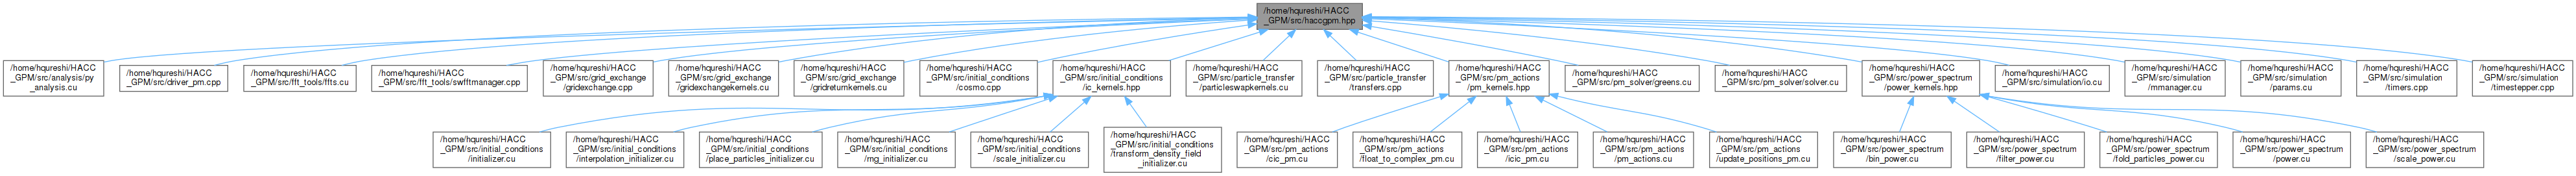 /home/hqureshi/HACC
_GPM/src/haccgpm.hpp
/home/hqureshi/HACC
_GPM/src/analysis/py
_analysis.cu
/home/hqureshi/HACC
_GPM/src/driver_pm.cpp
/home/hqureshi/HACC
_GPM/src/fft_tools/ffts.cu
/home/hqureshi/HACC
_GPM/src/fft_tools/swfftmanager.cpp
/home/hqureshi/HACC
_GPM/src/grid_exchange
/gridexchange.cpp
/home/hqureshi/HACC
_GPM/src/grid_exchange
/gridexchangekernels.cu
/home/hqureshi/HACC
_GPM/src/grid_exchange
/gridreturnkernels.cu
/home/hqureshi/HACC
_GPM/src/initial_conditions
/cosmo.cpp
/home/hqureshi/HACC
_GPM/src/initial_conditions
/ic_kernels.hpp
/home/hqureshi/HACC
_GPM/src/particle_transfer
/particleswapkernels.cu
/home/hqureshi/HACC
_GPM/src/particle_transfer
/transfers.cpp
/home/hqureshi/HACC
_GPM/src/pm_actions
/pm_kernels.hpp
/home/hqureshi/HACC
_GPM/src/pm_solver/greens.cu
/home/hqureshi/HACC
_GPM/src/pm_solver/solver.cu
/home/hqureshi/HACC
_GPM/src/power_spectrum
/power_kernels.hpp
/home/hqureshi/HACC
_GPM/src/simulation/io.cu
/home/hqureshi/HACC
_GPM/src/simulation
/mmanager.cu
/home/hqureshi/HACC
_GPM/src/simulation
/params.cu
/home/hqureshi/HACC
_GPM/src/simulation
/timers.cpp
/home/hqureshi/HACC
_GPM/src/simulation
/timestepper.cpp
/home/hqureshi/HACC
_GPM/src/initial_conditions
/initializer.cu
/home/hqureshi/HACC
_GPM/src/initial_conditions
/interpolation_initializer.cu
/home/hqureshi/HACC
_GPM/src/initial_conditions
/place_particles_initializer.cu
/home/hqureshi/HACC
_GPM/src/initial_conditions
/rng_initializer.cu
/home/hqureshi/HACC
_GPM/src/initial_conditions
/scale_initializer.cu
/home/hqureshi/HACC
_GPM/src/initial_conditions
/transform_density_field
_initializer.cu
/home/hqureshi/HACC
_GPM/src/pm_actions
/cic_pm.cu
/home/hqureshi/HACC
_GPM/src/pm_actions
/float_to_complex_pm.cu
/home/hqureshi/HACC
_GPM/src/pm_actions
/icic_pm.cu
/home/hqureshi/HACC
_GPM/src/pm_actions
/pm_actions.cu
/home/hqureshi/HACC
_GPM/src/pm_actions
/update_positions_pm.cu
/home/hqureshi/HACC
_GPM/src/power_spectrum
/bin_power.cu
/home/hqureshi/HACC
_GPM/src/power_spectrum
/filter_power.cu
/home/hqureshi/HACC
_GPM/src/power_spectrum
/fold_particles_power.cu
/home/hqureshi/HACC
_GPM/src/power_spectrum
/power.cu
/home/hqureshi/HACC
_GPM/src/power_spectrum
/scale_power.cu